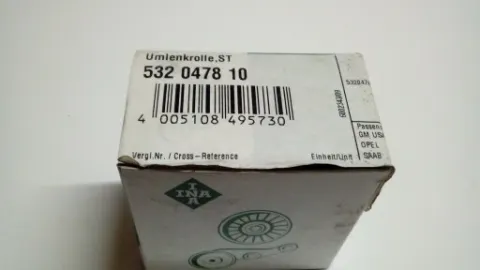 Umlenkrolle,ST
532 0478 10
4 005108 495730
Vergl.Nr. / Cross-Reference
Einheit/Unit
Passend
GM USA
OPEL
SAAB
INA